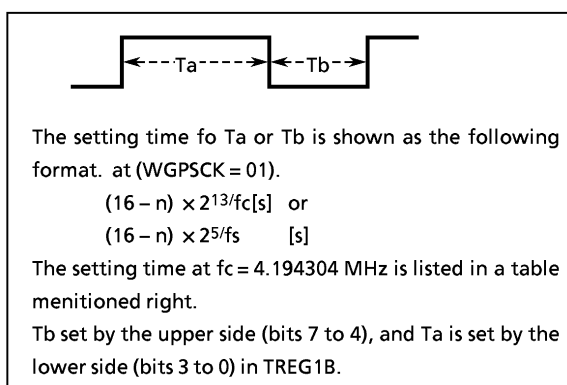 Ta Tb
The setting time fo Ta or Tb is shown as the following
format. at (WGPSCK = 01).
(16 – n) × 2¹³/fc[s] or
(16 – n) × 2⁵/fs [s]
The setting time at fc = 4.194304 MHz is listed in a table
menitioned right.
Tb set by the upper side (bits 7 to 4), and Ta is set by the
lower side (bits 3 to 0) in TREG1B.